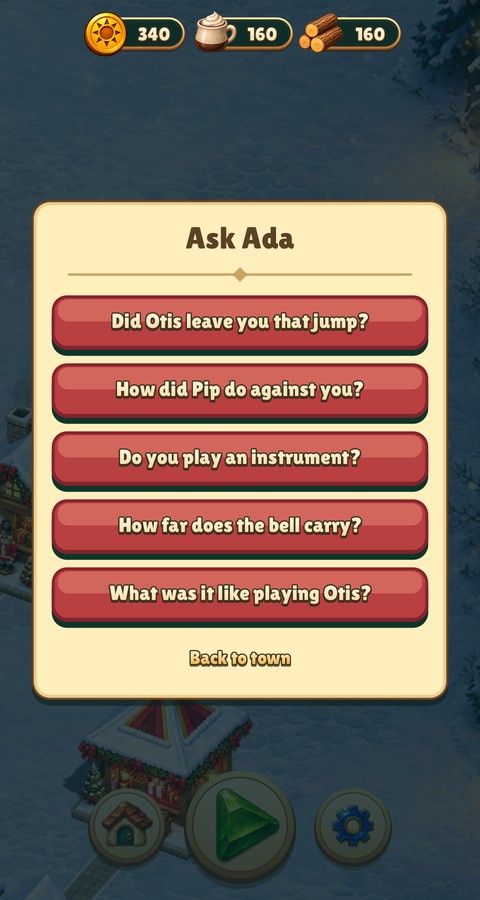 340
160
160
Ask Ada
Did Otis leave you that jump?
How did Pip do against you?
Do you play an instrument?
How far does the bell carry?
What was it like playing Otis?
Back to town